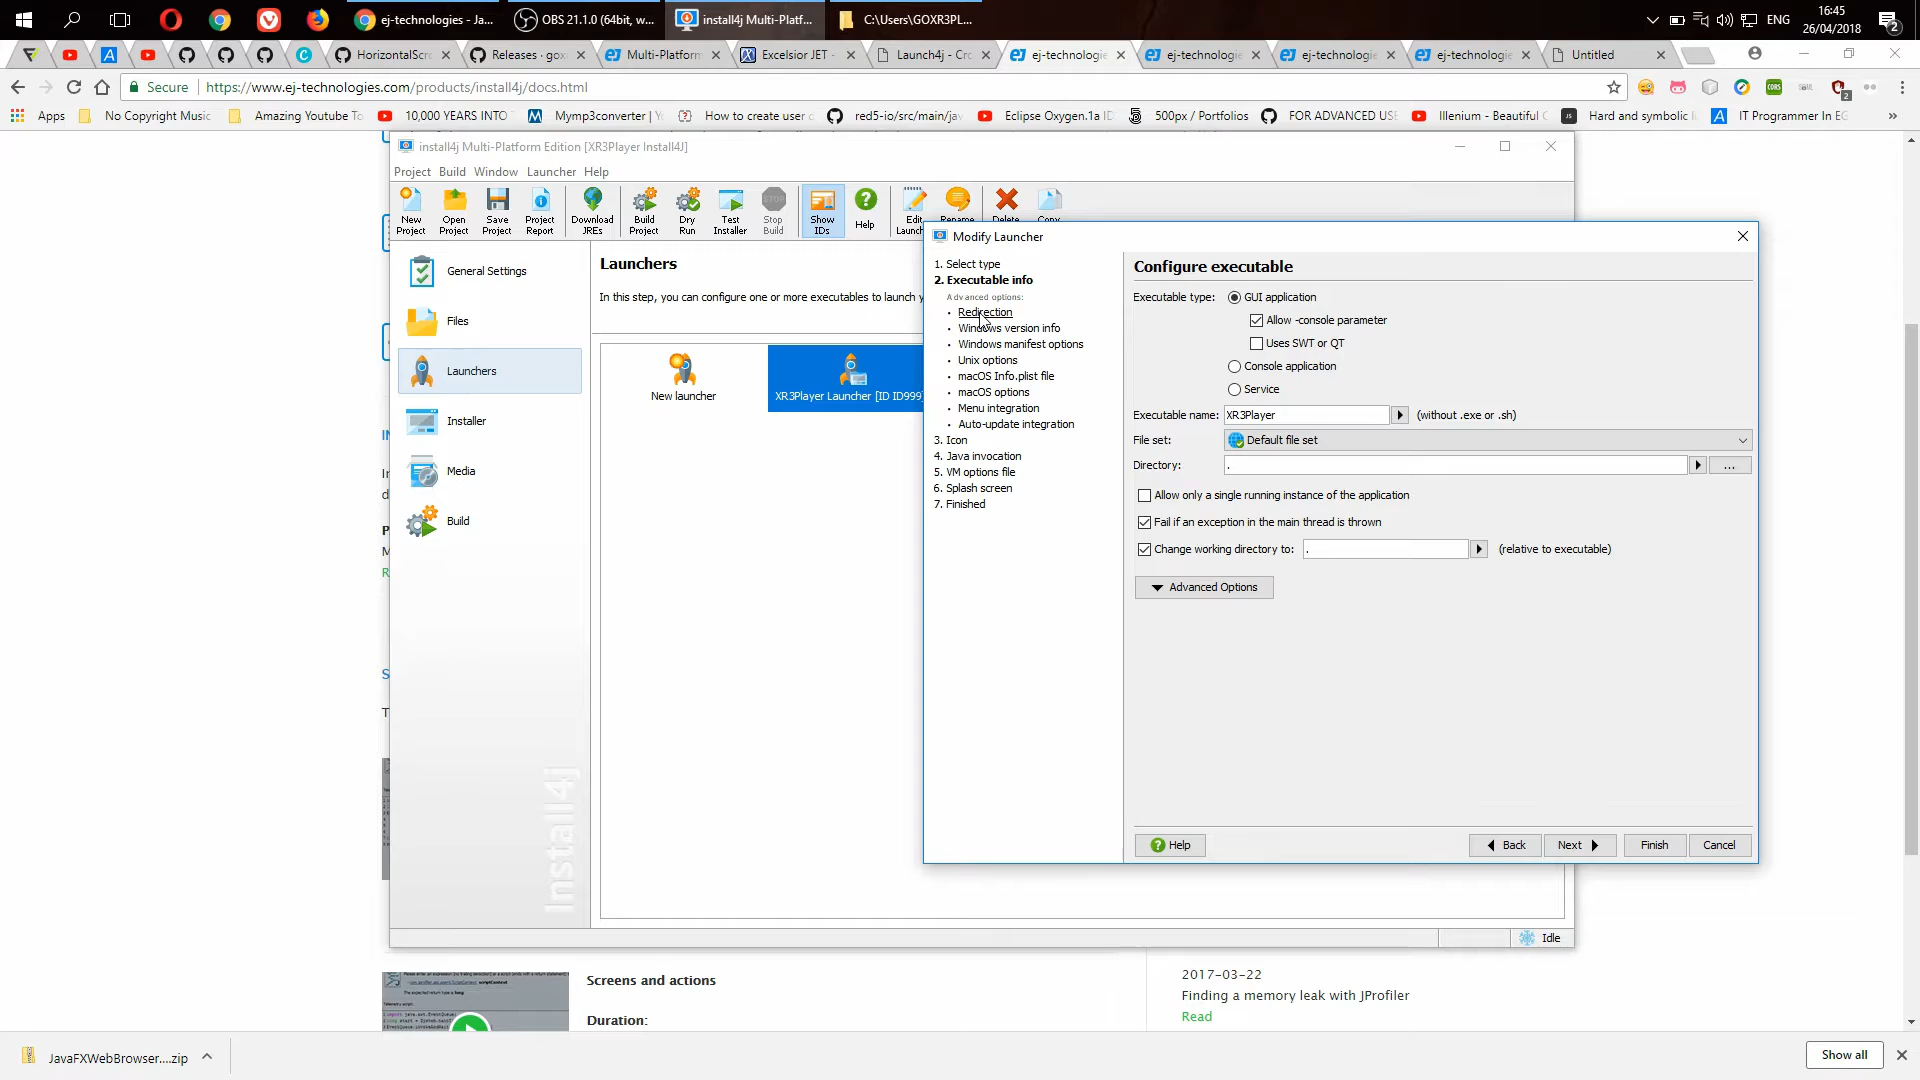 ej-technologies - Ja...
OBS 21.1.0 (64bit, w...
install4j Multi-Platf...
C:\Users\GOXR3PL...
ENG
16:45
26/04/2018
2
HorizontalScr
Releases · gox
Multi-Platform
Excelsior JET -
Launch4j - Cro
ej-technologie
ej-technologie
ej-technologie
ej-technologie
Untitled
Secure
https://www.ej-technologies.com/products/install4j/docs.html
Apps
No Copyright Music
Amazing Youtube To
10,000 YEARS INTO
Mymp3converter | Y
How to create user
red5-io/src/main/jav
Eclipse Oxygen.1a ID
500px / Portfolios
FOR ADVANCED USE
Illenium - Beautiful C
Hard and symbolic li
IT Programmer In EG
install4j Multi-Platform Edition [XR3Player Install4J]
Project Build Window Launcher Help
New Project
Open Project
Save Project
Project Report
Download JREs
Build Project
Dry Run
Test Installer
Stop Build
Show IDs
Help
Edit
Launch
Rename
Delete
Copy
General Settings
Files
Launchers
Installer
Media
Build
install4j
Launchers
In this step, you can configure one or more executables to launch y
New launcher
XR3Player Launcher [ID ID999]
Idle
Modify Launcher
1. Select type
2. Executable info
Advanced options:
Redirection
Windows version info
Windows manifest options
Unix options
macOS Info.plist file
macOS options
Menu integration
Auto-update integration
3. Icon
4. Java invocation
5. VM options file
6. Splash screen
7. Finished
Configure executable
Executable type: GUI application
Allow -console parameter
Uses SWT or QT
Console application
Service
Executable name: XR3Player (without .exe or .sh)
File set: Default file set
Directory: . ...
Allow only a single running instance of the application
Fail if an exception in the main thread is thrown
Change working directory to: . (relative to executable)
Advanced Options
Help
Back
Next
Finish
Cancel
Screens and actions
Duration:
2017-03-22
Finding a memory leak with JProfiler
Read
JavaFXWebBrowser....zip
Show all